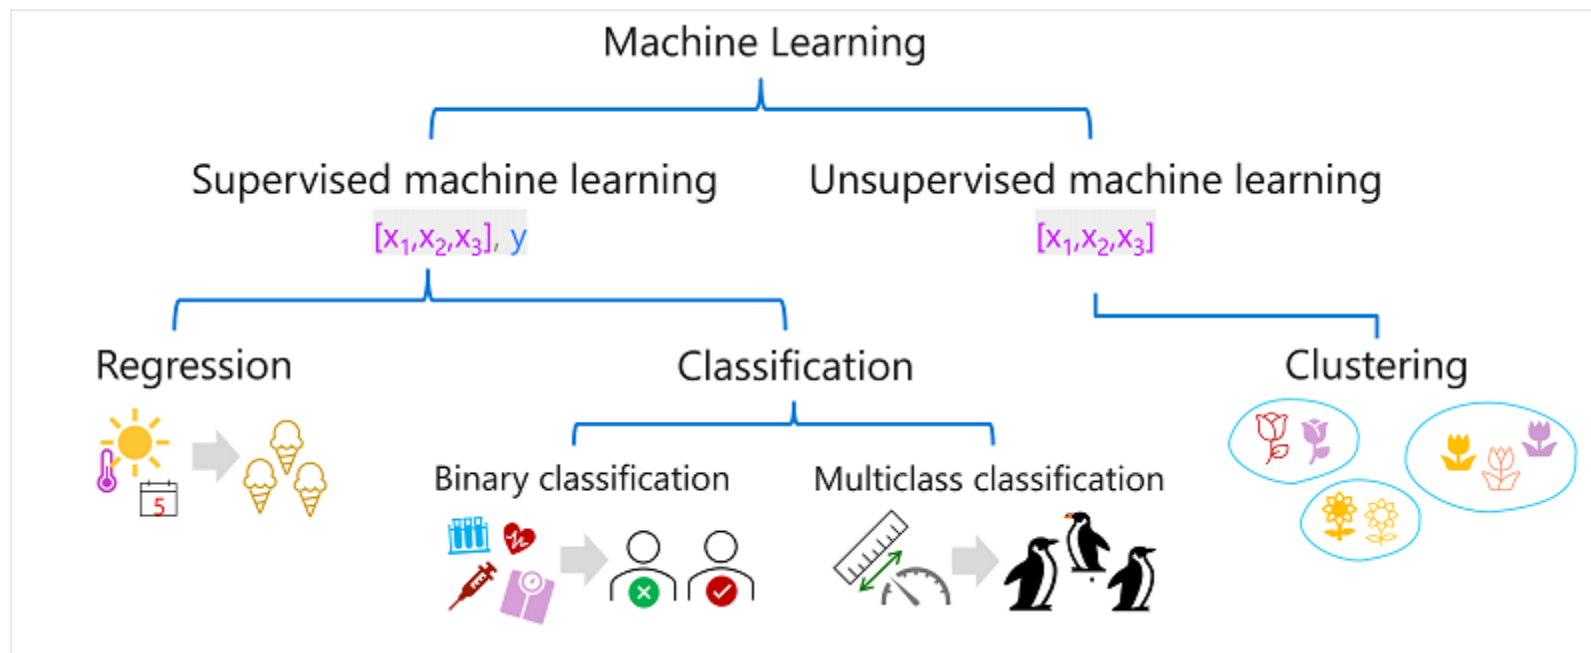 Machine Learning
Supervised machine learning
Unsupervised machine learning
[x₁,x₂,x₃], y
[x₁,x₂,x₃]
Regression
Classification
Clustering
5
Binary classification
Multiclass classification